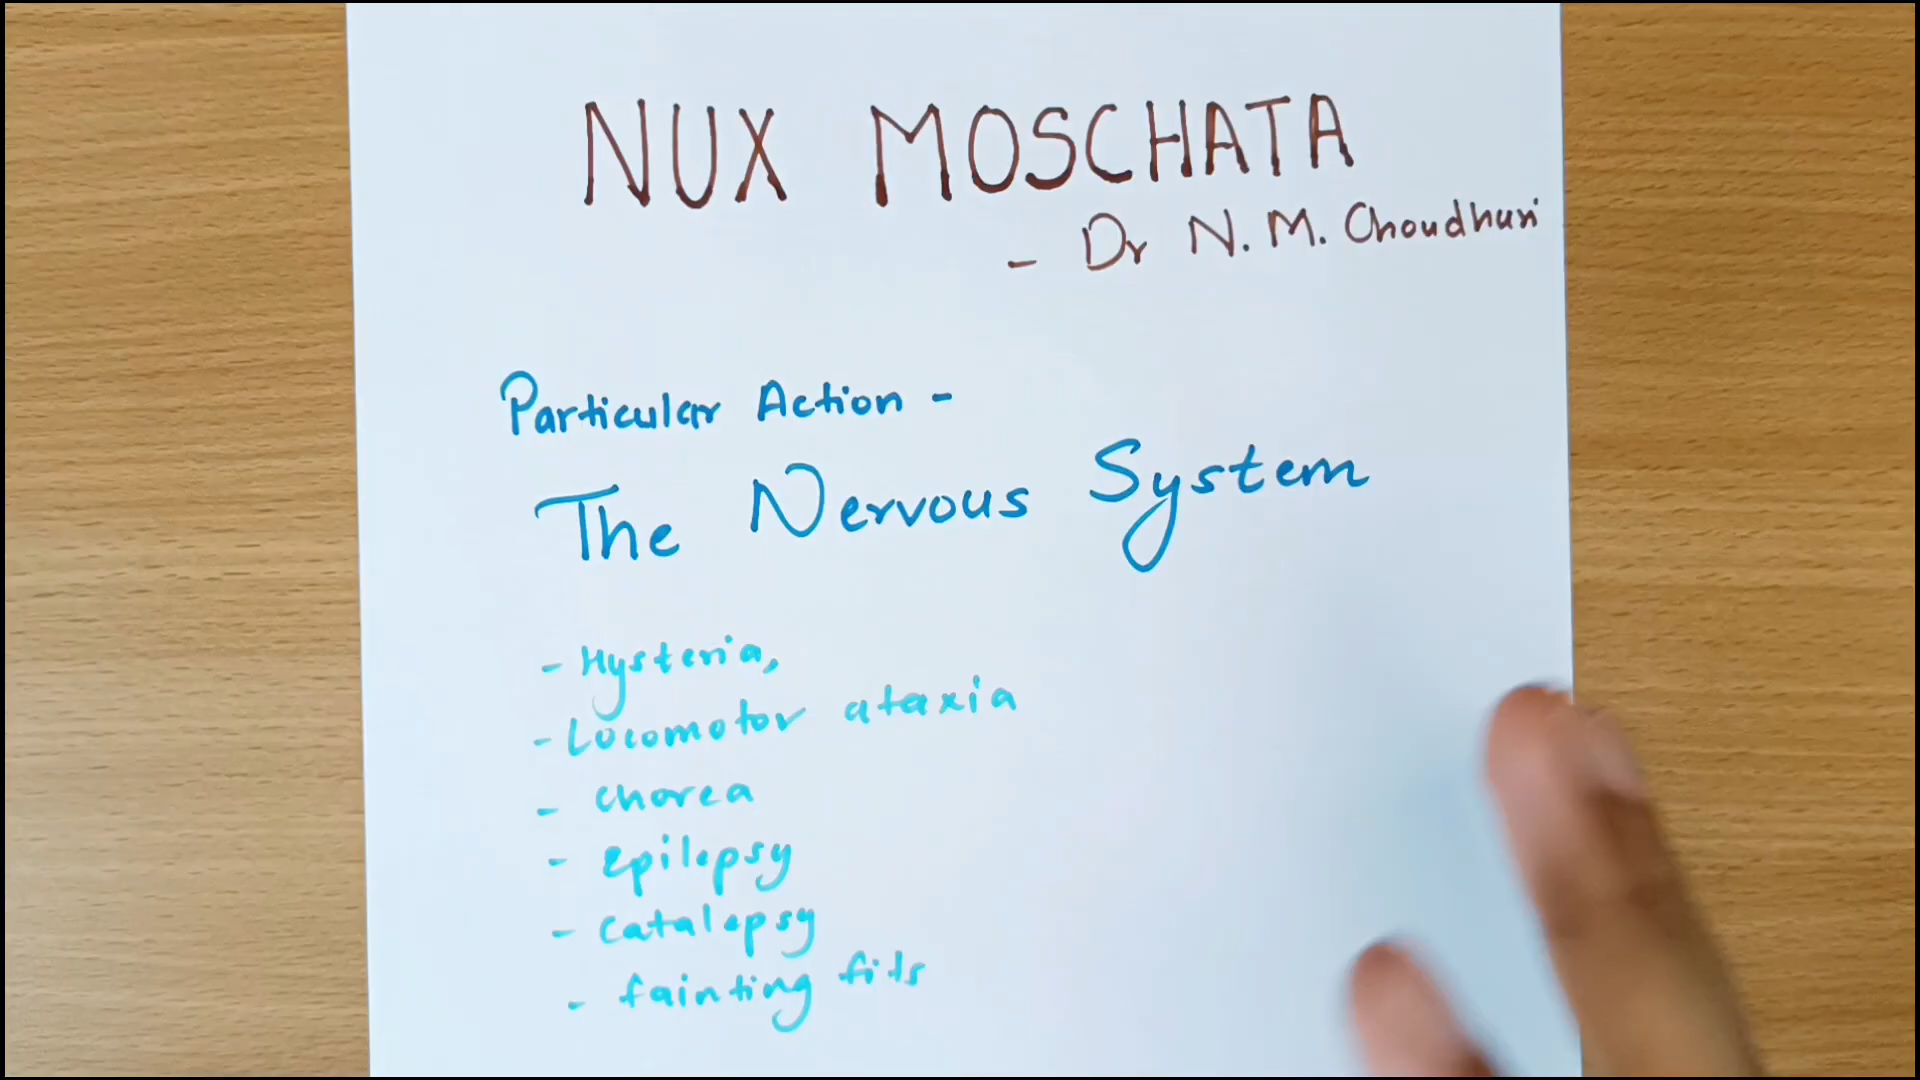 NUX MOSCHATA
- Dr N. M. Choudhuri
Particular Action -
The Nervous System
- Hysteria,
- Locomotor ataxia
- chorea
- epilepsy
- catalepsy
- fainting fits